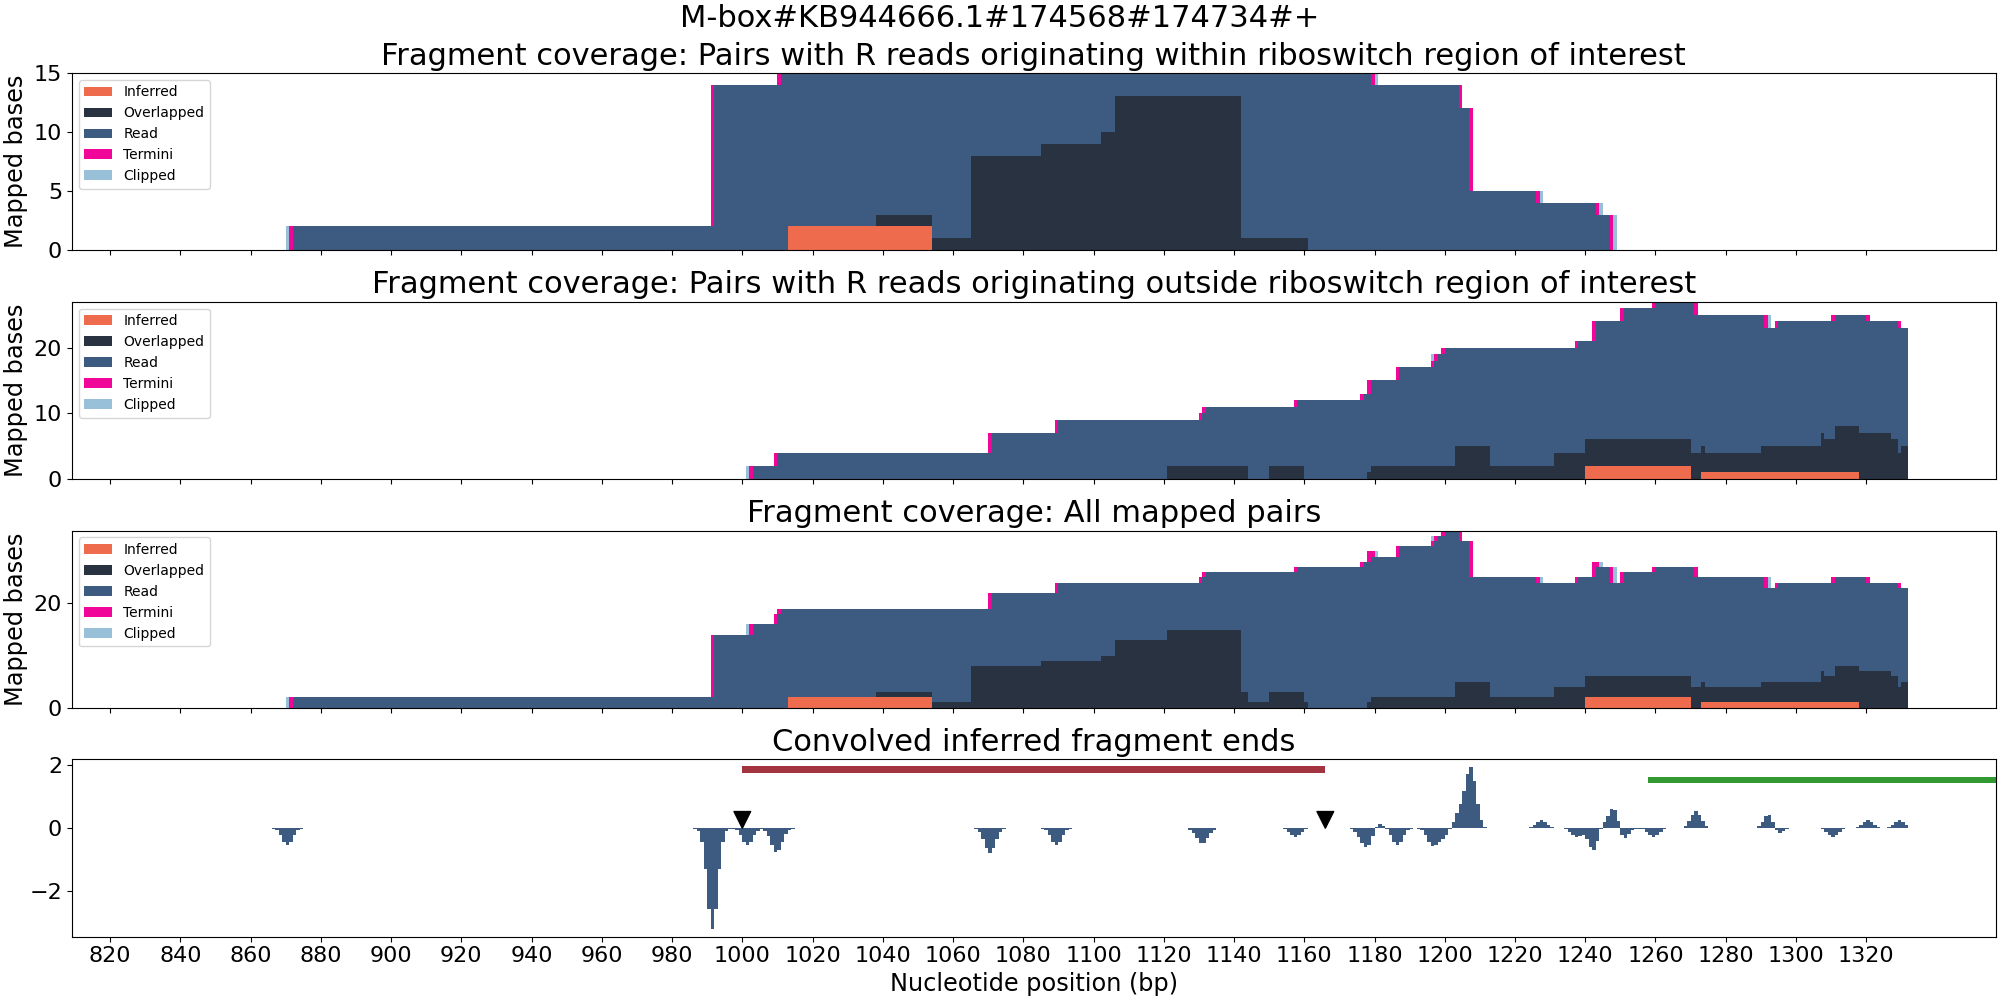 M-box#KB944666.1#174568#174734#+
Fragment coverage: Pairs with R reads originating within riboswitch region of interest
Mapped bases
15
10
5
0
Inferred
Overlapped
Read
Termini
Clipped
Fragment coverage: Pairs with R reads originating outside riboswitch region of interest
Mapped bases
20
10
0
Inferred
Overlapped
Read
Termini
Clipped
Fragment coverage: All mapped pairs
Mapped bases
20
0
Inferred
Overlapped
Read
Termini
Clipped
Convolved inferred fragment ends
2
0
−2
820 840 860 880 900 920 940 960 980 1000 1020 1040 1060 1080 1100 1120 1140 1160 1180 1200 1220 1240 1260 1280 1300 1320
Nucleotide position (bp)